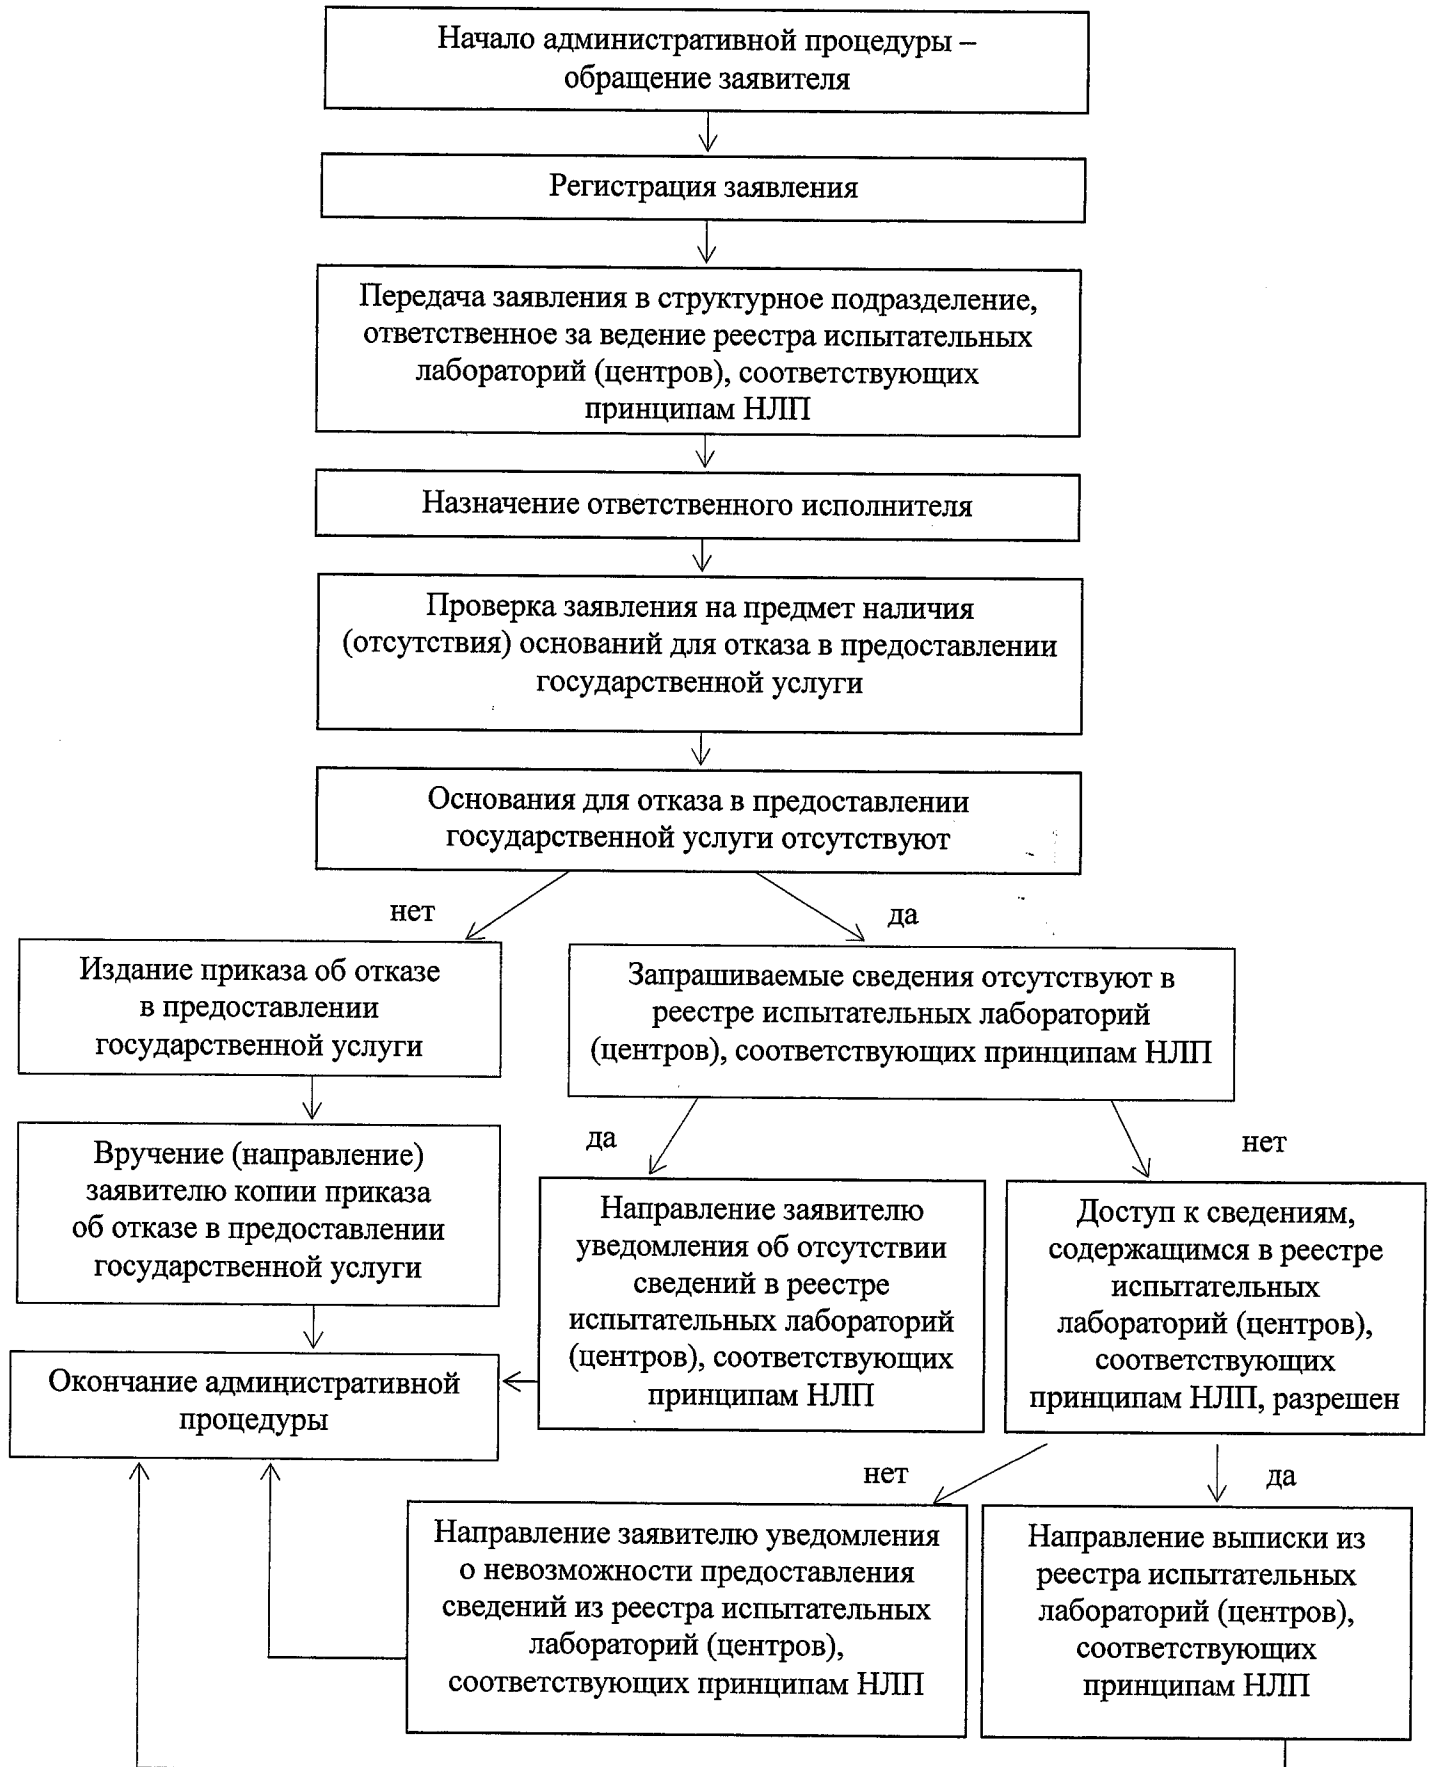 Начало административной процедуры –
обращение заявителя
Регистрация заявления
Передача заявления в структурное подразделение,
ответственное за ведение реестра испытательных
лабораторий (центров), соответствующих
принципам НЛП
Назначение ответственного исполнителя
Проверка заявления на предмет наличия
(отсутствия) оснований для отказа в предоставлении
государственной услуги
Основания для отказа в предоставлении
государственной услуги отсутствуют
нет
да
Издание приказа об отказе
в предоставлении
государственной услуги
Запрашиваемые сведения отсутствуют в
реестре испытательных лабораторий
(центров), соответствующих принципам НЛП
да
нет
Вручение (направление)
заявителю копии приказа
об отказе в предоставлении
государственной услуги
Направление заявителю
уведомления об отсутствии
сведений в реестре
испытательных лабораторий
(центров), соответствующих
принципам НЛП
Доступ к сведениям,
содержащимся в реестре
испытательных
лабораторий (центров),
соответствующих
принципам НЛП, разрешен
Окончание административной
процедуры
нет
да
Направление заявителю уведомления
о невозможности предоставления
сведений из реестра испытательных
лабораторий (центров),
соответствующих принципам НЛП
Направление выписки из
реестра испытательных
лабораторий (центров),
соответствующих
принципам НЛП